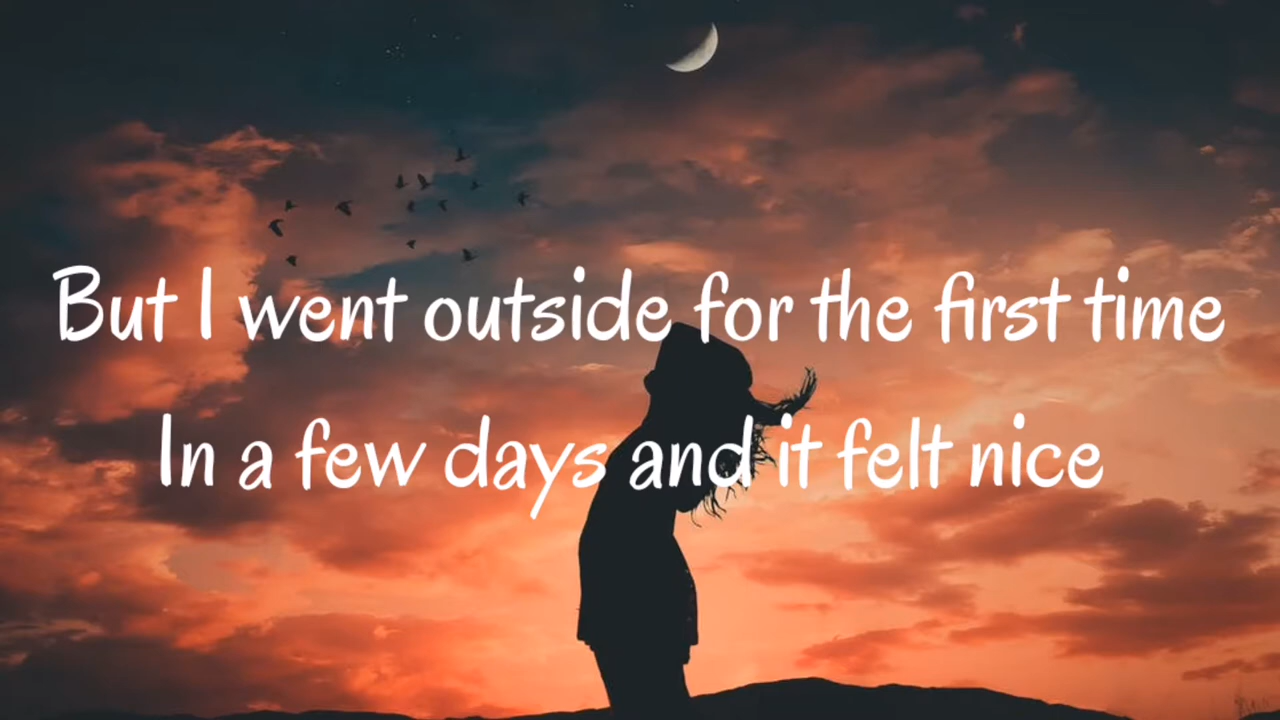 But I went outside for the first time
In a few days and it felt nice